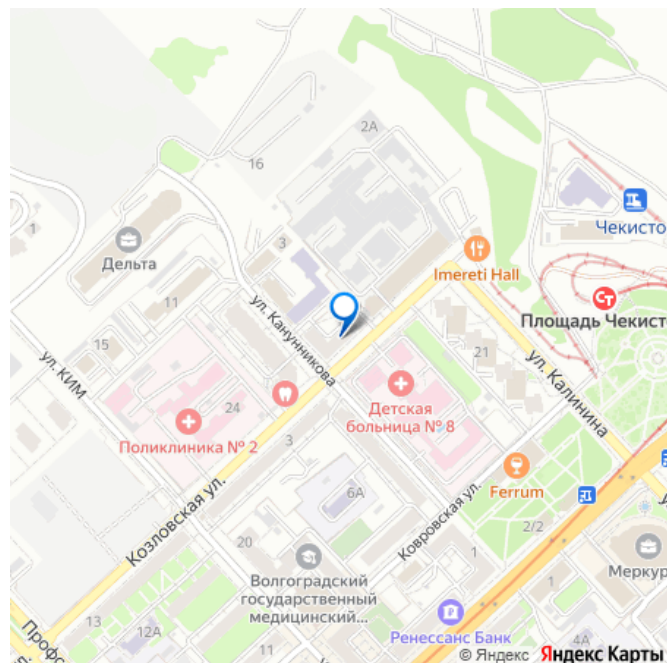 2А
16
1
3
Чекисто
Дельта
Imereti Hall
11
ул. Канунникова
Площадь Чекисто
15
21
ул. КИМ
ул. Калинина
24
Детская
больница № 8
Поликлиника № 2
3
Ferrum
6А
Козловская ул.
Ковровская ул.
2/2
20
1
Волгоградский
государственный
медицинский...
Меркур
13
12А
Ренессанс Банк
4А
© Яндекс Яндекс Карты